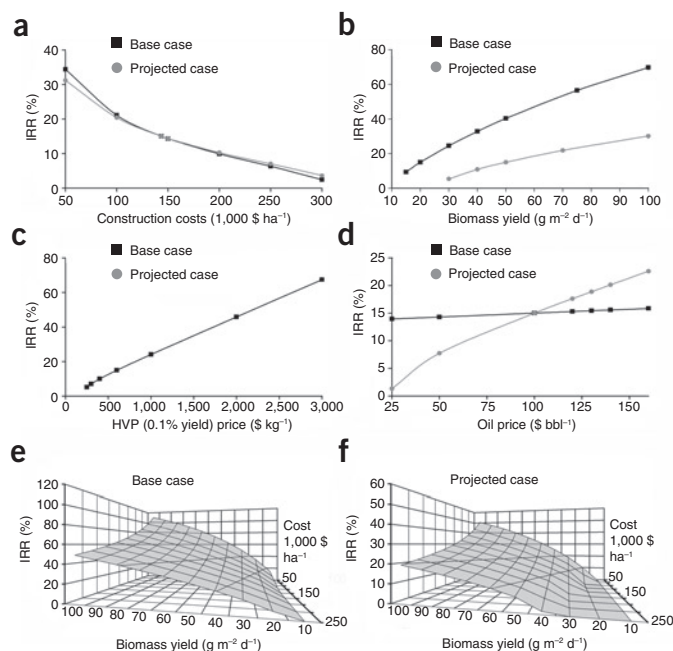 a
Base case
Projected case
40
30
20
10
0
IRR (%)
50 100 150 200 250 300
Construction costs (1,000 $ ha⁻¹)
b
Base case
Projected case
80
60
40
20
0
IRR (%)
10 20 30 40 50 60 70 80 90 100
Biomass yield (g m⁻² d⁻¹)
c
Base case
Projected case
80
60
40
20
0
IRR (%)
0 500 1,000 1,500 2,000 2,500 3,000
HVP (0.1% yield) price ($ kg⁻¹)
d
Base case
Projected case
25
20
15
10
5
0
IRR (%)
25 50 75 100 125 150
Oil price ($ bbl⁻¹)
e
Base case
120
100
80
60
40
20
0
IRR (%)
Cost
1,000 $
ha⁻¹
50
150
250
100 90 80 70 60 50 40 30 20 10
Biomass yield (g m⁻² d⁻¹)
f
Projected case
60
50
40
30
20
10
0
IRR (%)
Cost
1,000 $
ha⁻¹
50
150
250
100 90 80 70 60 50 40 30 20 10
Biomass yield (g m⁻² d⁻¹)